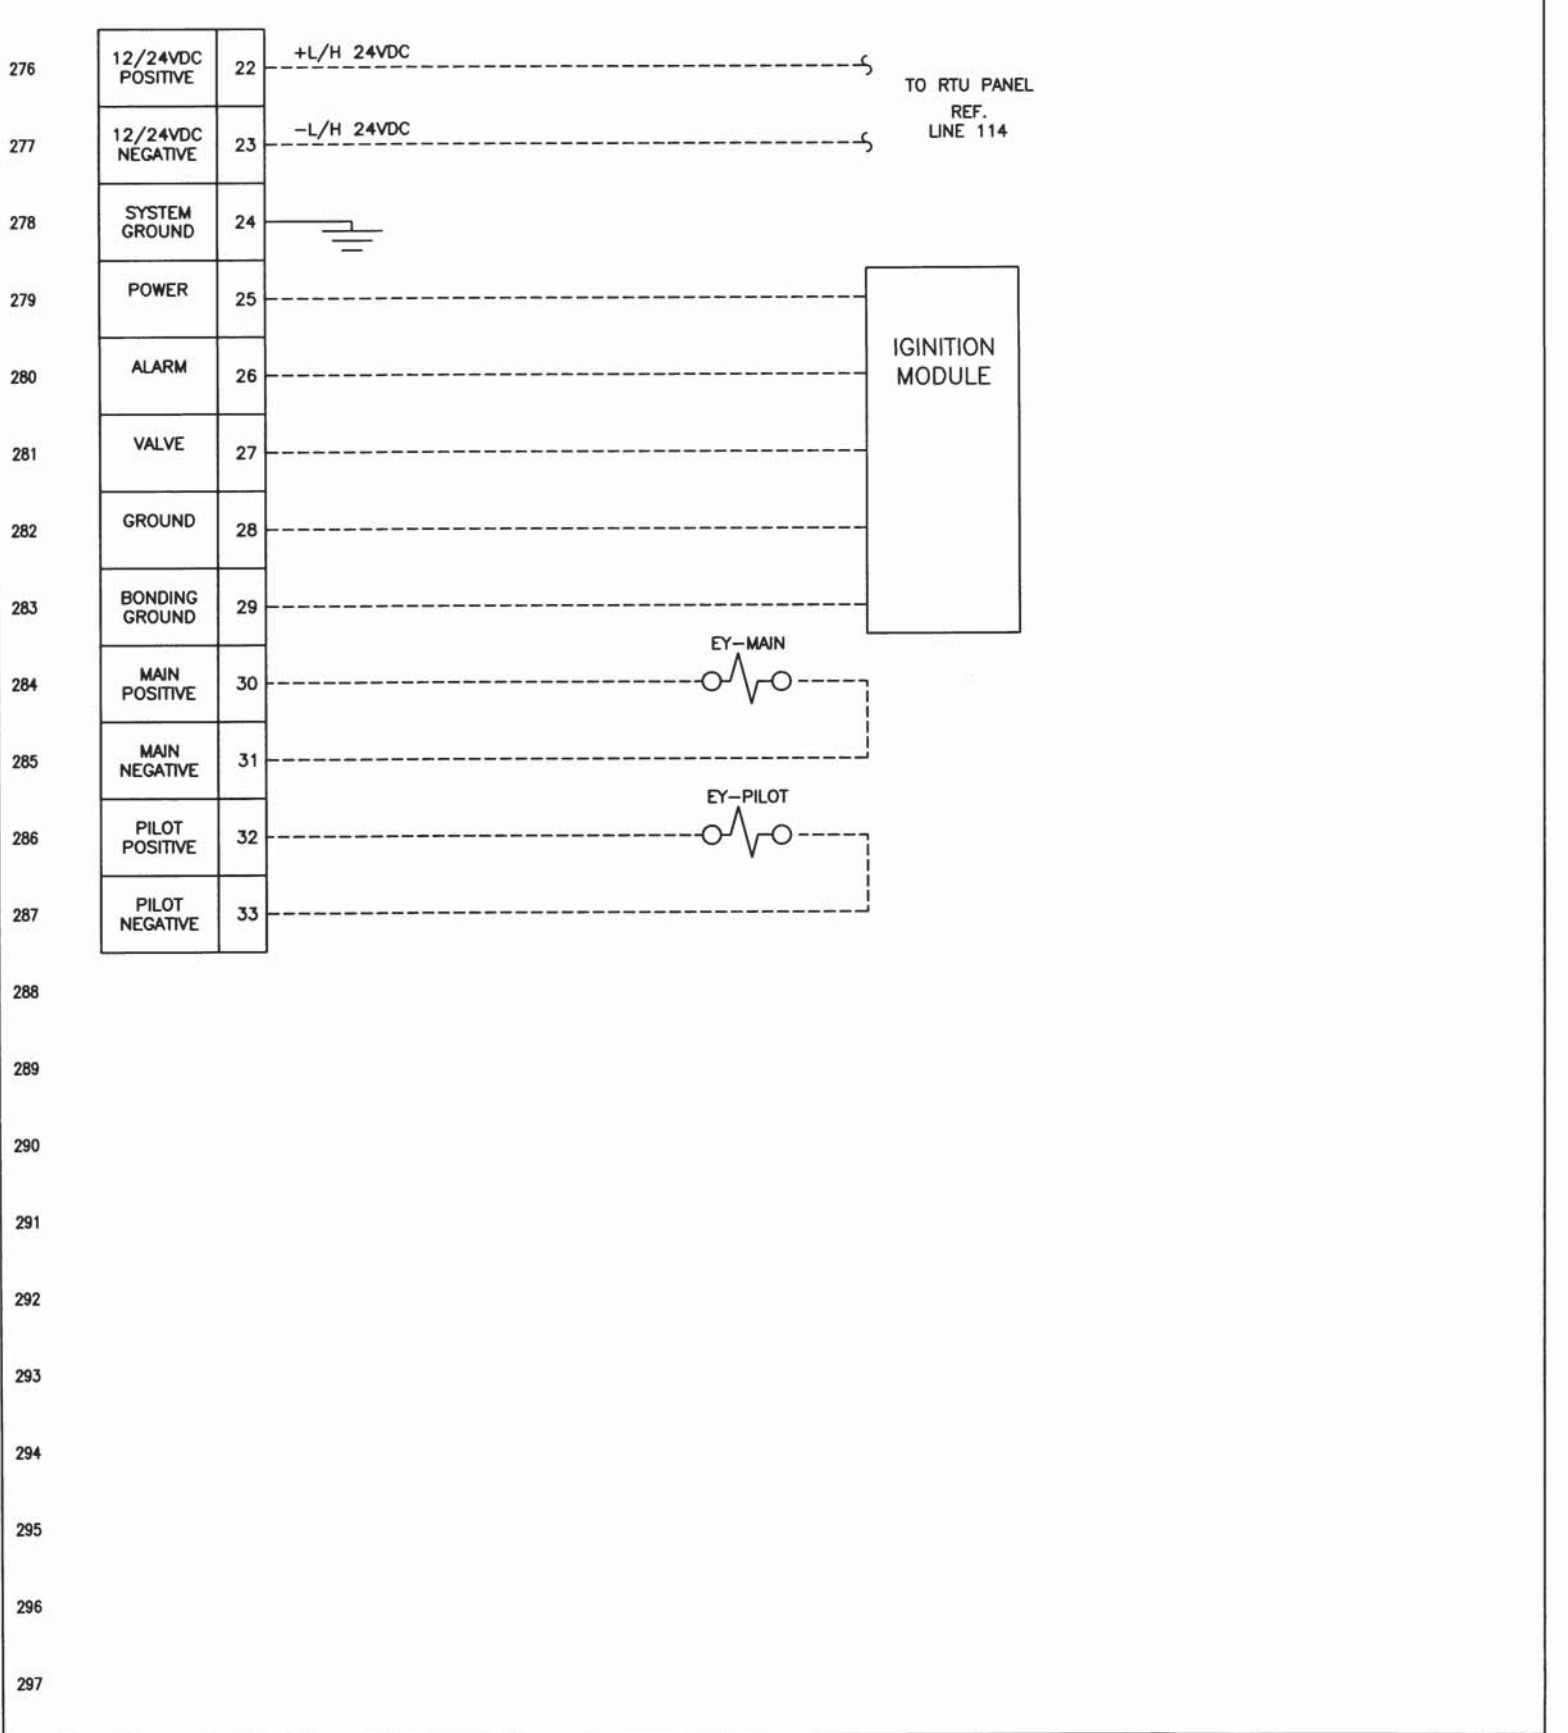 276
12/24VDC
POSITIVE
22
+L/H 24VDC
TO RTU PANEL
REF.
LINE 114
277
12/24VDC
NEGATIVE
23
-L/H 24VDC
278
SYSTEM
GROUND
24
279
POWER
25
IGINITION
MODULE
280
ALARM
26
281
VALVE
27
282
GROUND
28
283
BONDING
GROUND
29
EY-MAIN
284
MAIN
POSITIVE
30
285
MAIN
NEGATIVE
31
EY-PILOT
286
PILOT
POSITIVE
32
287
PILOT
NEGATIVE
33
288
289
290
291
292
293
294
295
296
297